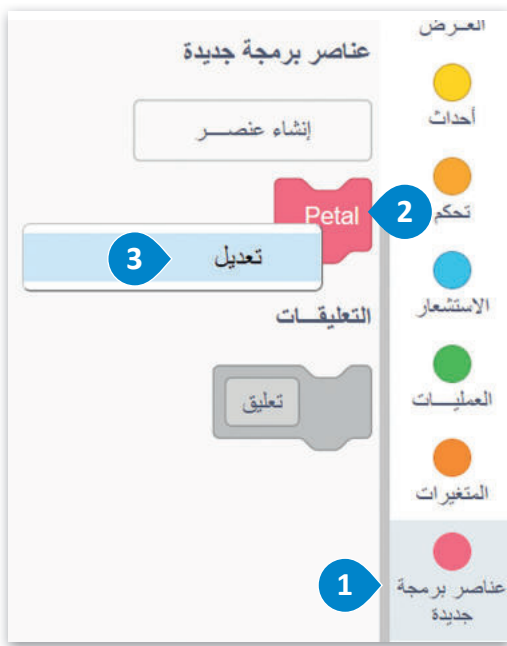 العـرض
أحداث
تحكم
الاستشعار
العمليـــات
المتغيرات
عناصر برمجة
جديدة
1
عناصر برمجة جديدة
إنشاء عنصـــر
Petal
2
تعديل
3
التعليقـــات
تعليق